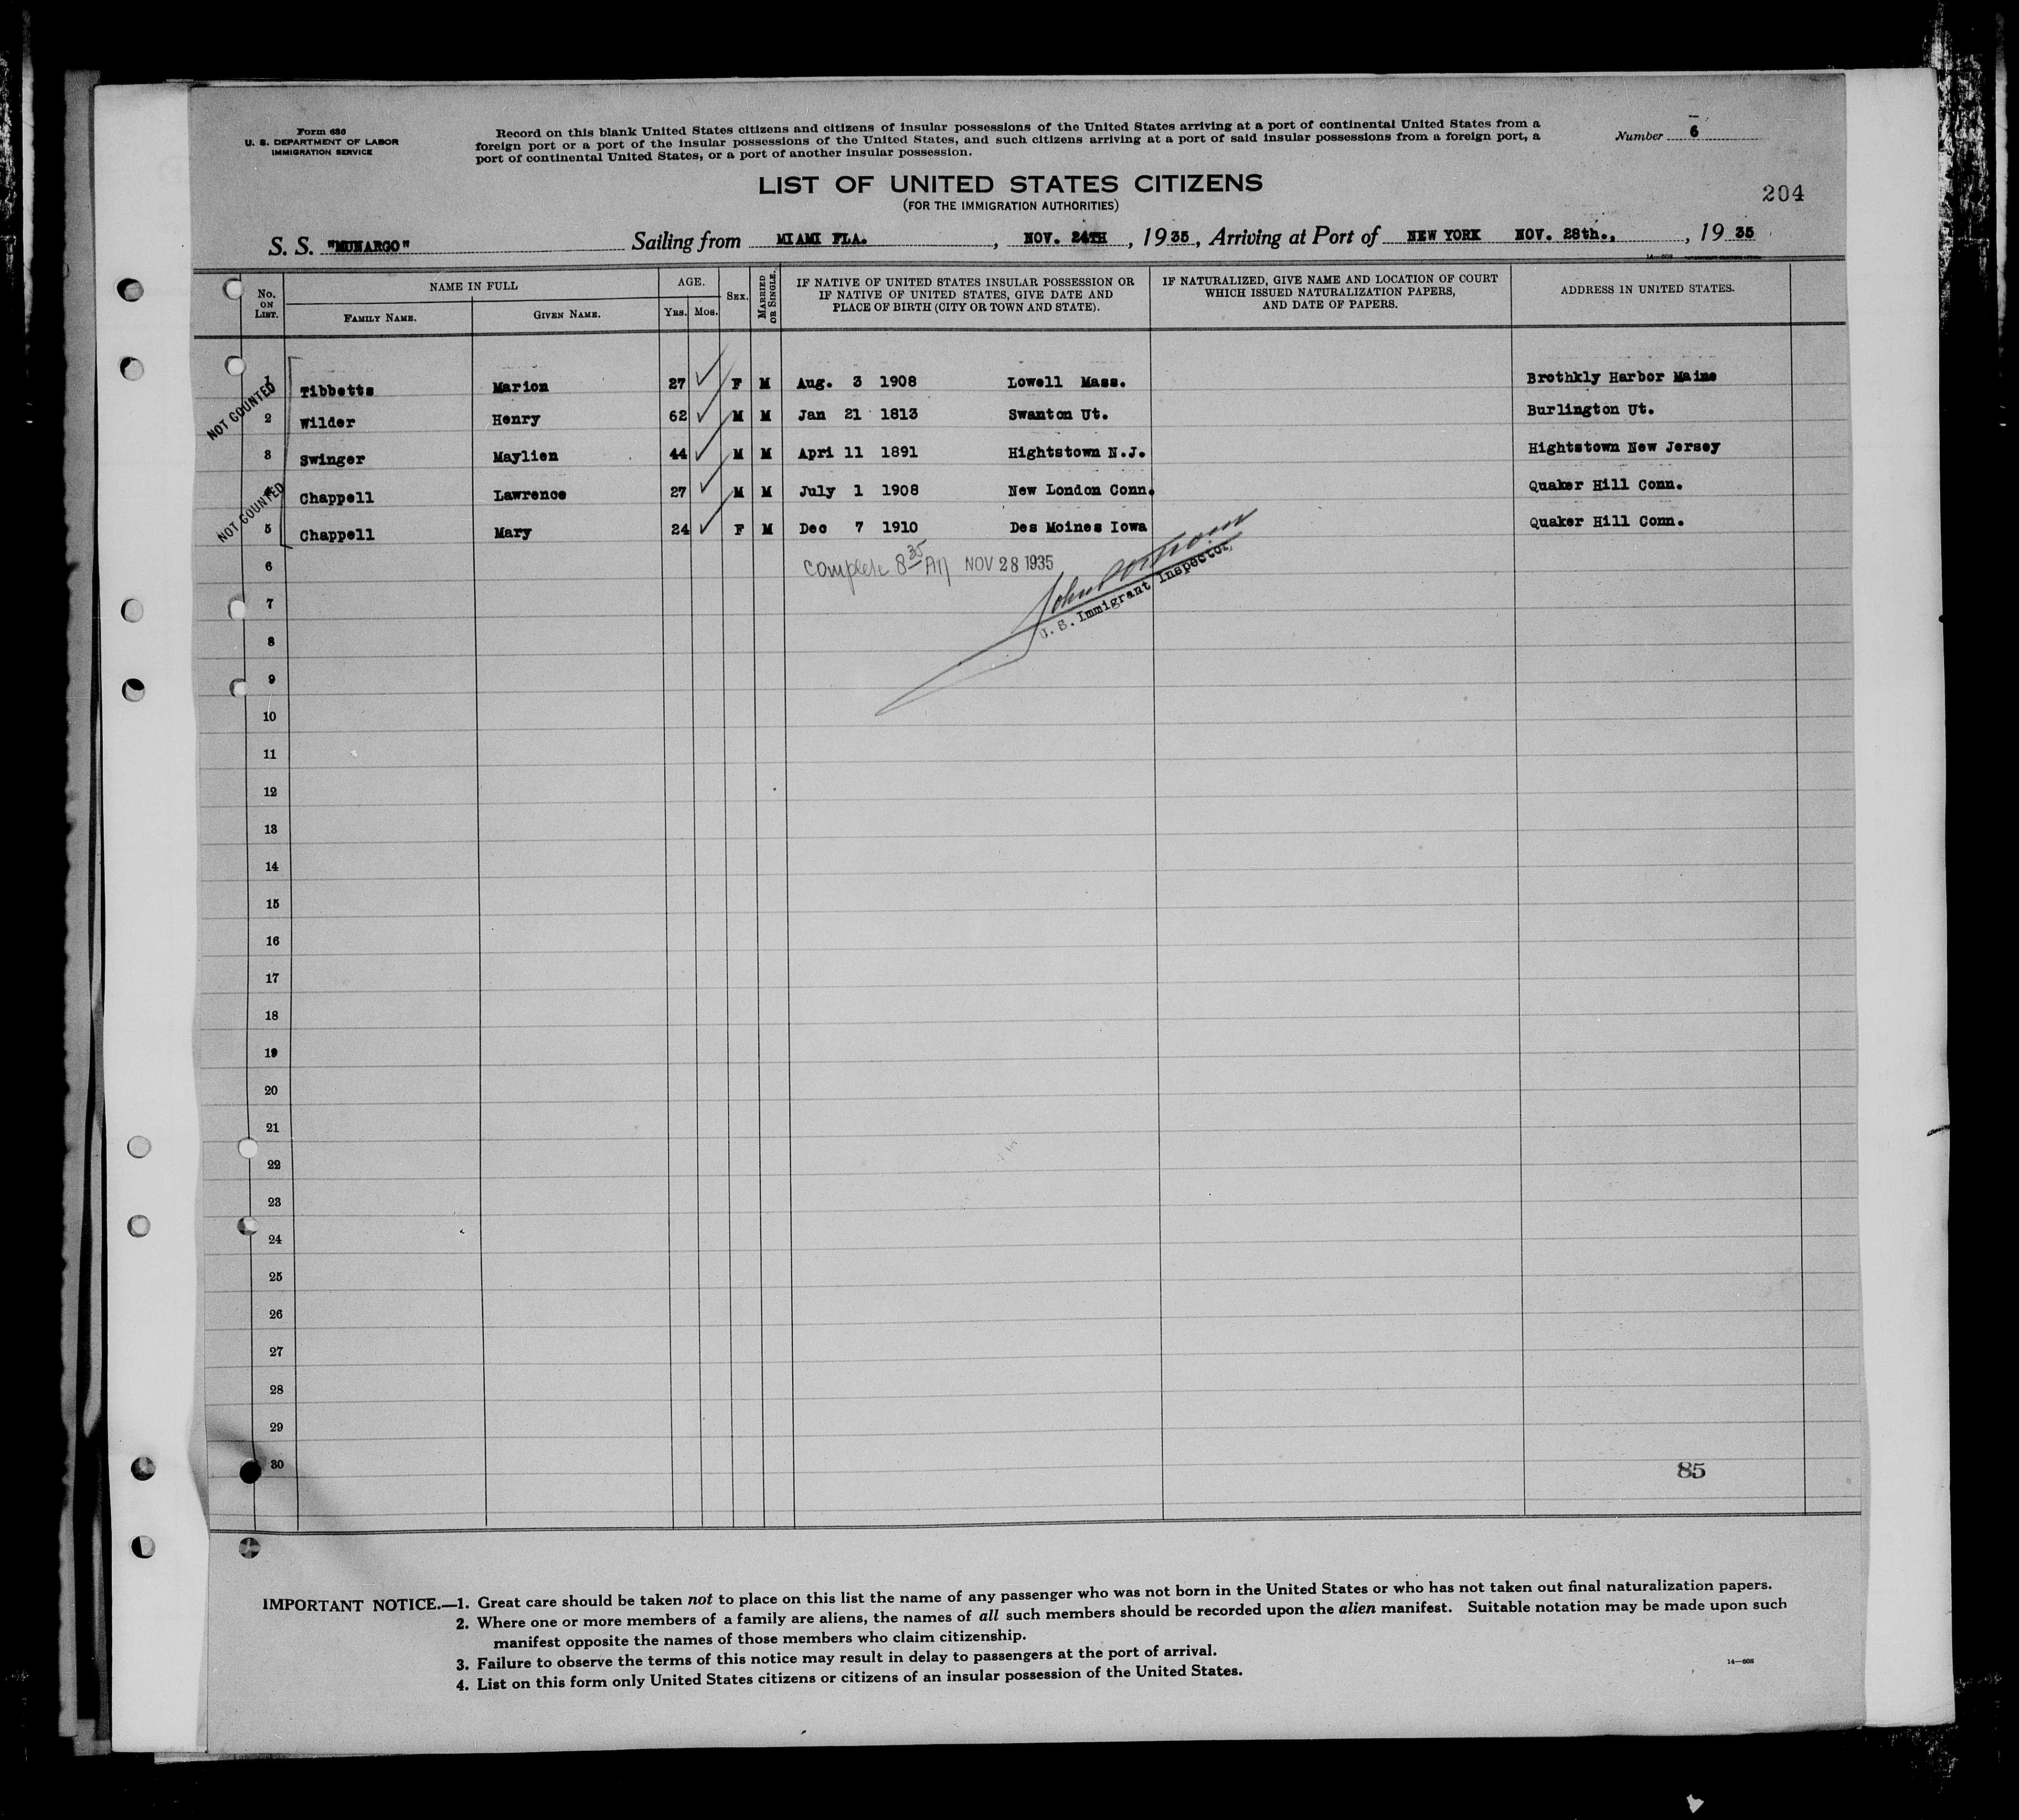 Form 630
U. S. DEPARTMENT OF LABOR
IMMIGRATION SERVICE
Record on this blank United States citizens and citizens of insular possessions of the United States arriving at a port of continental United States from a
foreign port or a port of the insular possessions of the United States, and such citizens arriving at a port of said insular possessions from a foreign port, a
port of continental United States, or a port of another insular possession.
Number 6
LIST OF UNITED STATES CITIZENS
(FOR THE IMMIGRATION AUTHORITIES)
204
S. S. "MUNARGO" Sailing from MIAMI FLA. , NOV. 24TH , 1935 , Arriving at Port of NEW YORK NOV. 28th., , 19 35
14—608
No. ON LIST. NAME IN FULL FAMILY NAME. GIVEN NAME. AGE. YRS. MOS. SEX. MARRIED OR SINGLE. IF NATIVE OF UNITED STATES INSULAR POSSESSION OR IF NATIVE OF UNITED STATES, GIVE DATE AND PLACE OF BIRTH (CITY OR TOWN AND STATE). IF NATURALIZED, GIVE NAME AND LOCATION OF COURT WHICH ISSUED NATURALIZATION PAPERS, AND DATE OF PAPERS. ADDRESS IN UNITED STATES.
NOT COUNTED
1 Tibbetts Marion 27 F M Aug. 3 1908 Lowell Mass. Brothkly Harbor Maine
2 Wilder Henry 62 M M Jan 21 1813 Swanton Ut. Burlington Ut.
3 Swinger Maylien 44 M M Apri 11 1891 Hightstown N.J. Hightstown New Jersey
NOT COUNTED
4 Chappell Lawrence 27 M M July 1 1908 New London Conn. Quaker Hill Conn.
5 Chappell Mary 24 F M Dec 7 1910 Des Moines Iowa Quaker Hill Conn.
6 Complete 8 35 AM NOV 28 1935
U. S. Immigrant Inspector
7
8
9
10
11
12
13
14
15
16
17
18
19
20
21
22
23
24
25
26
27
28
29
30
85
IMPORTANT NOTICE.—1. Great care should be taken not to place on this list the name of any passenger who was not born in the United States or who has not taken out final naturalization papers.
2. Where one or more members of a family are aliens, the names of all such members should be recorded upon the alien manifest. Suitable notation may be made upon such
manifest opposite the names of those members who claim citizenship.
3. Failure to observe the terms of this notice may result in delay to passengers at the port of arrival.
4. List on this form only United States citizens or citizens of an insular possession of the United States.
14—608